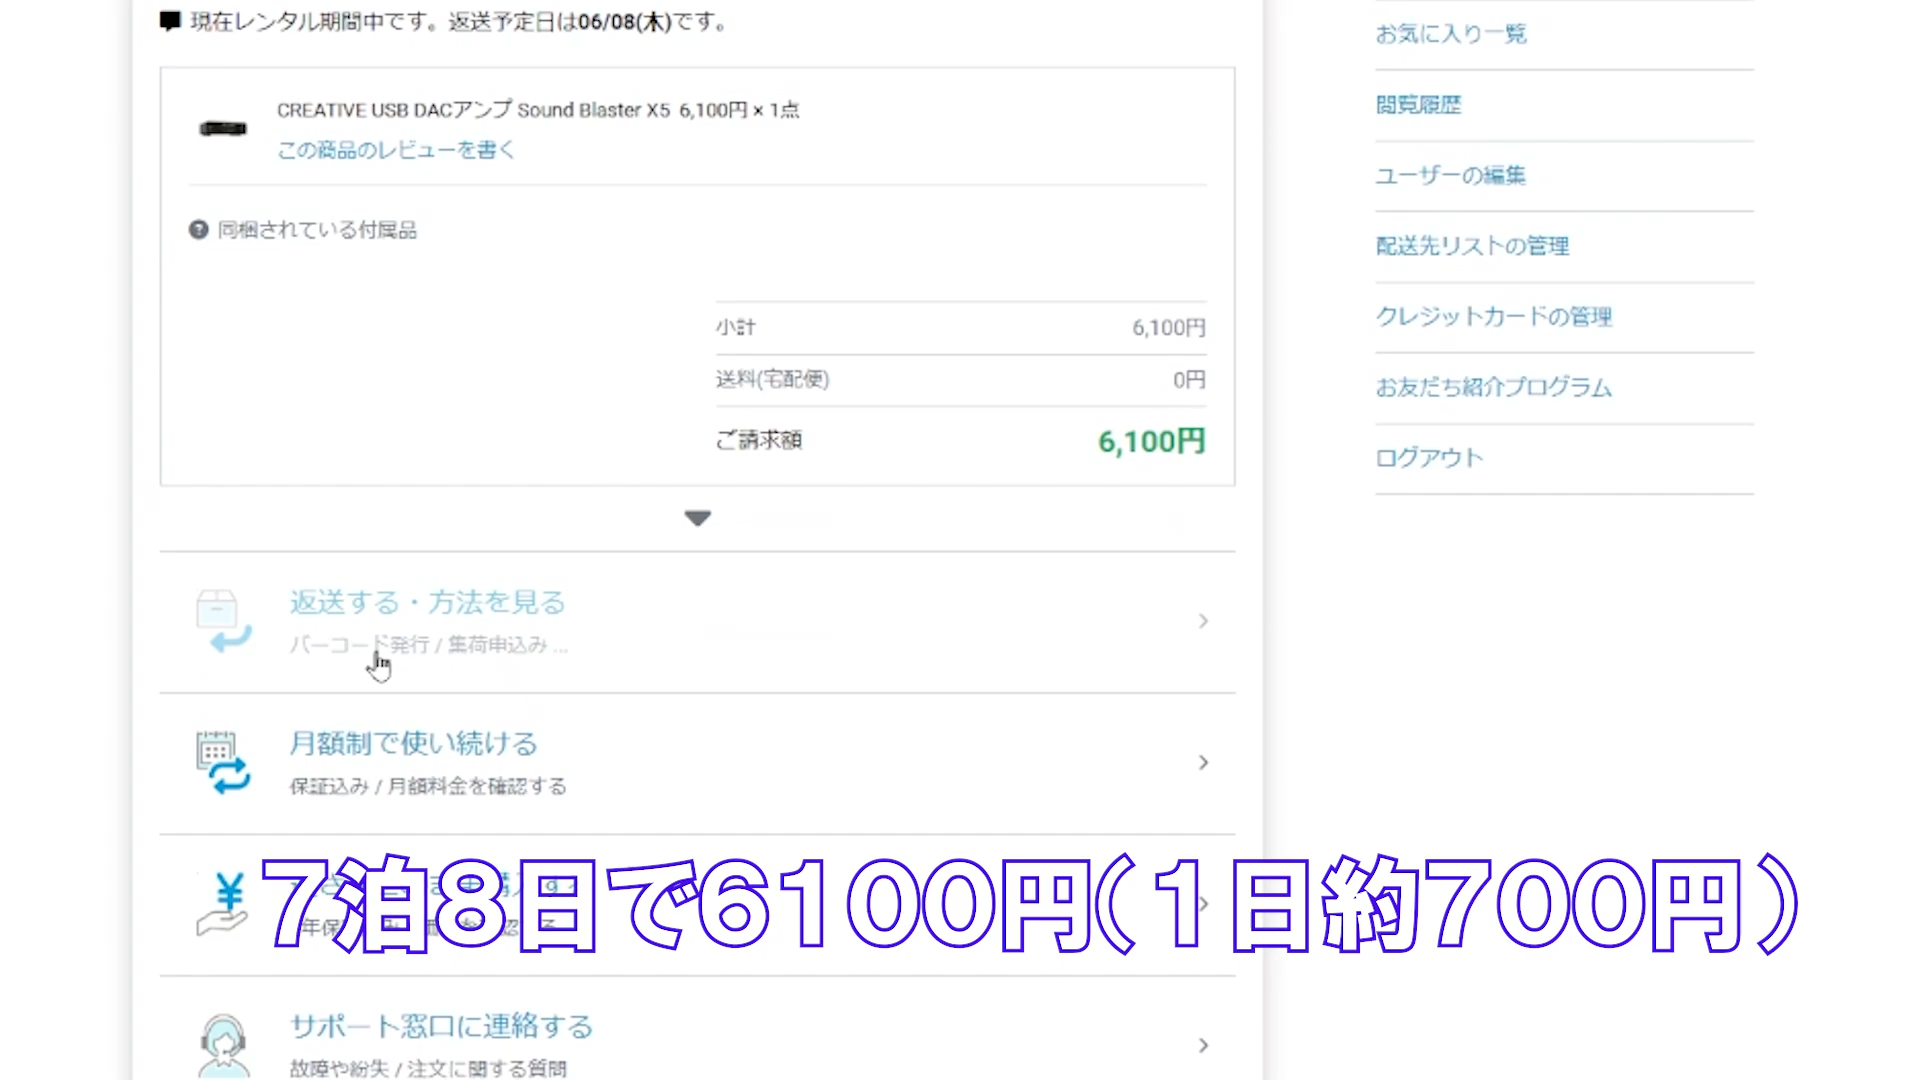 現在レンタル期間中です。返送予定日は06/08(木)です。
CREATIVE USB DACアンプ Sound Blaster X5 6,100円 × 1点
この商品のレビューを書く
同梱されている付属品
小計 6,100円
送料(宅配便) 0円
ご請求額 6,100円
返送する・方法を見る
バーコード発行 / 集荷申込み ...
月額制で使い続ける
保証込み / 月額料金を確認する
7泊8日で6100円(1日約700円)
サポート窓口に連絡する
故障や紛失 / 注文に関する質問
お気に入り一覧
閲覧履歴
ユーザーの編集
配送先リストの管理
クレジットカードの管理
お友だち紹介プログラム
ログアウト